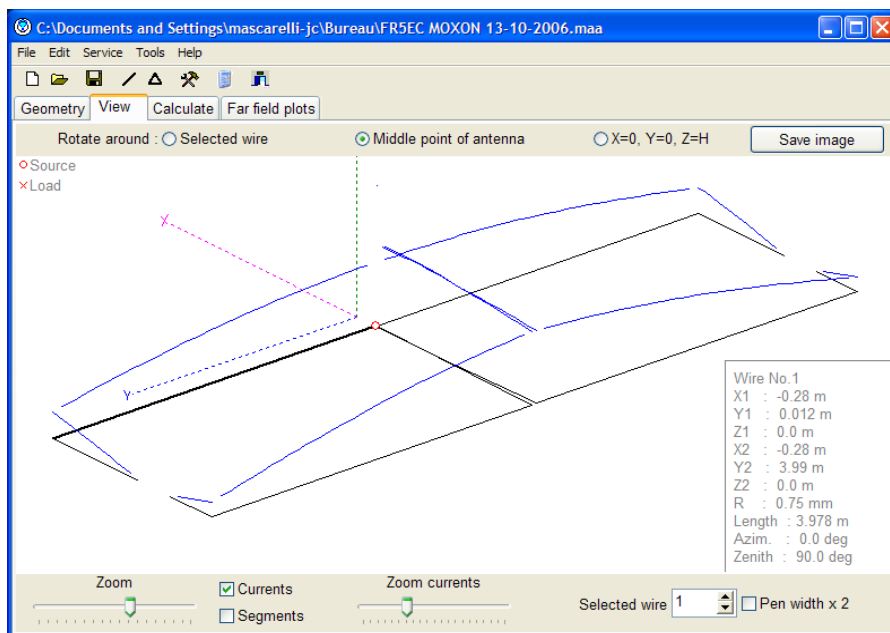 C:\Documents and Settings\mascarelli-jc\Bureau\FR5EC MOXON 13-10-2006.maa
File Edit Service Tools Help
Geometry View Calculate Far field plots
Rotate around : Selected wire Middle point of antenna X=0, Y=0, Z=H Save image
Source
Load
X
Y
Wire No.1
X1 : -0.28 m
Y1 : 0.012 m
Z1 : 0.0 m
X2 : -0.28 m
Y2 : 3.99 m
Z2 : 0.0 m
R : 0.75 mm
Length : 3.978 m
Azim. : 0.0 deg
Zenith : 90.0 deg
Zoom Currents Zoom currents
Segments Selected wire 1 Pen width x 2